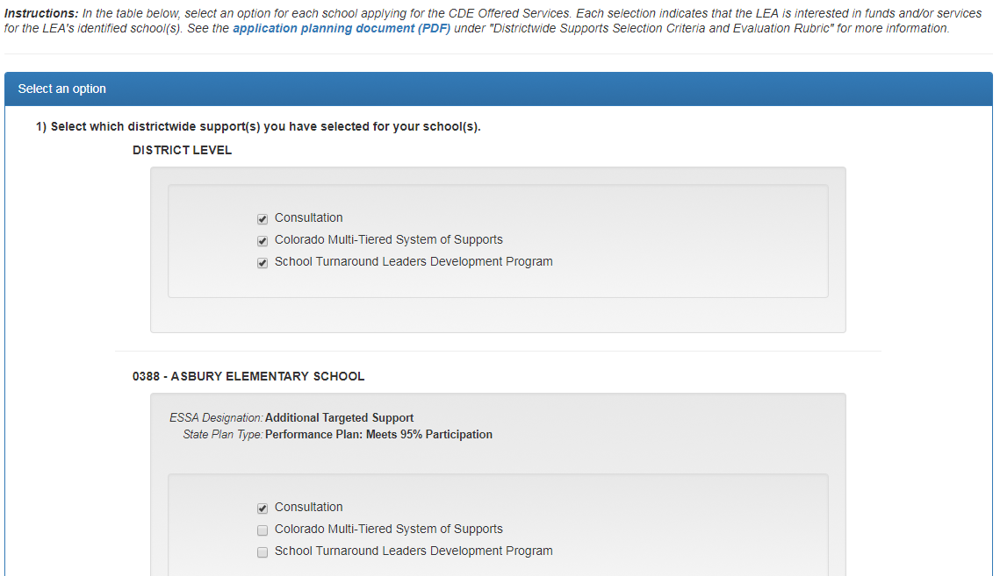 Instructions: In the table below, select an option for each school applying for the CDE Offered Services. Each selection indicates that the LEA is interested in funds and/or services
for the LEA's identified school(s). See the application planning document (PDF) under "Districtwide Supports Selection Criteria and Evaluation Rubric" for more information.
Select an option
1) Select which districtwide support(s) you have selected for your school(s).
DISTRICT LEVEL
Consultation
Colorado Multi-Tiered System of Supports
School Turnaround Leaders Development Program
0388 - ASBURY ELEMENTARY SCHOOL
ESSA Designation: Additional Targeted Support
State Plan Type: Performance Plan: Meets 95% Participation
Consultation
Colorado Multi-Tiered System of Supports
School Turnaround Leaders Development Program